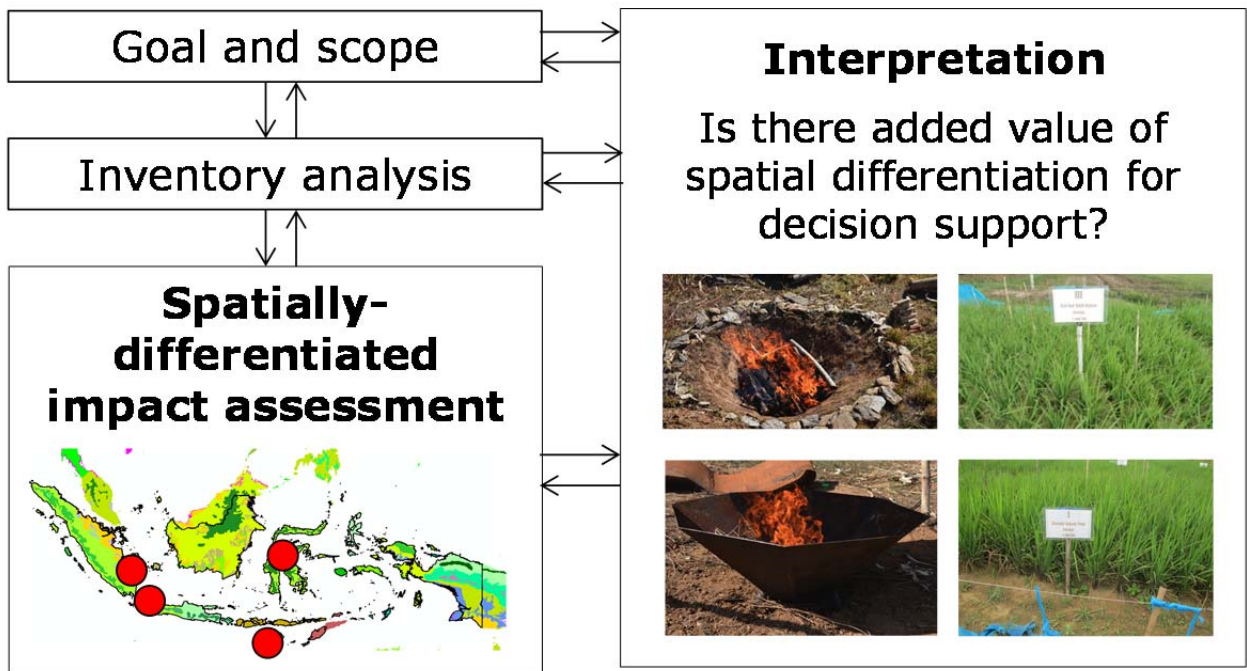 Goal and scope
Inventory analysis
Spatially-
differentiated
impact assessment
Interpretation
Is there added value of
spatial differentiation for
decision support?
III
I